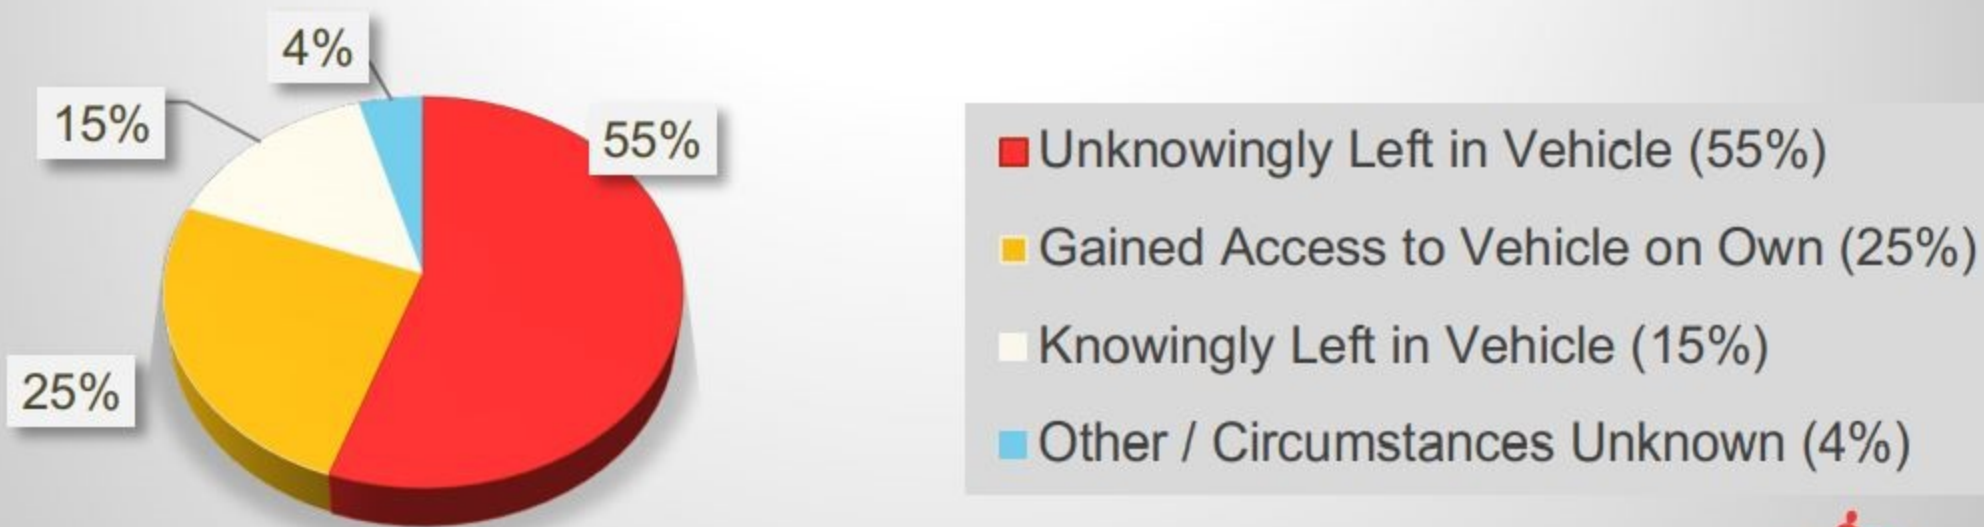 4%
15%
55%
25%
Unknowingly Left in Vehicle (55%)
Gained Access to Vehicle on Own (25%)
Knowingly Left in Vehicle (15%)
Other / Circumstances Unknown (4%)